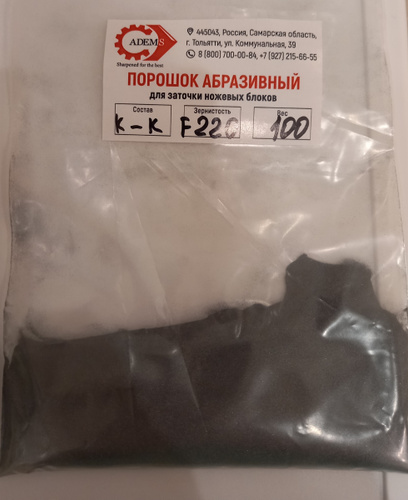 ADEMS
Sharpened for the best
445043, Россия, Самарская область,
г. Тольятти, ул. Коммунальная, 39
8 (800) 700-00-84, +7 (927) 215-66-55
ПОРОШОК АБРАЗИВНЫЙ
для заточки ножевых блоков
Состав Зернистость Вес
K-K F220 100